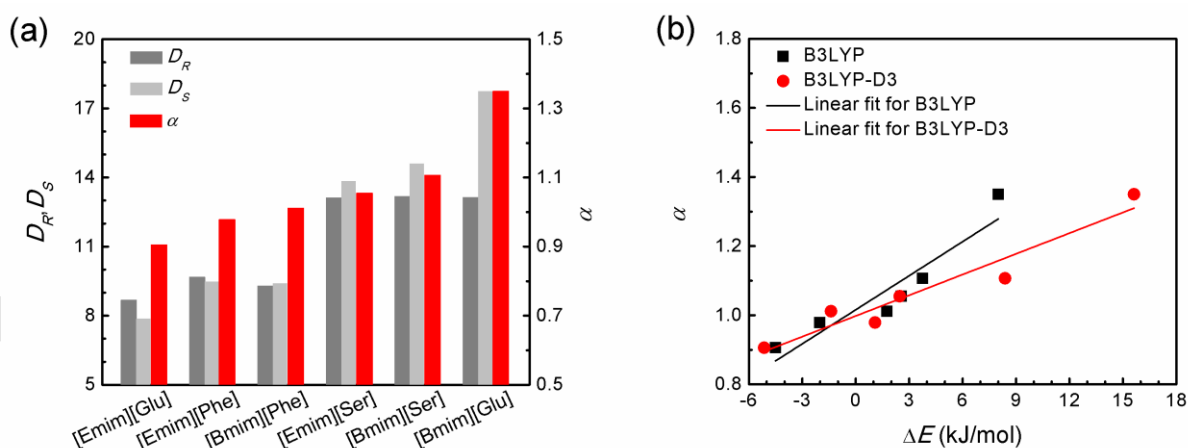 (a)
20
17
14
11
8
5
D_R, D_S
D_R
D_S
α
1.5
1.3
1.1
0.9
0.7
0.5
α
[Emim][Glu]
[Emim][Phe]
[Bmim][Phe]
[Emim][Ser]
[Bmim][Ser]
[Bmim][Glu]
(b)
1.8
1.6
1.4
1.2
1.0
0.8
α
B3LYP
B3LYP-D3
Linear fit for B3LYP
Linear fit for B3LYP-D3
-6 -3 0 3 6 9 12 15 18
ΔE (kJ/mol)